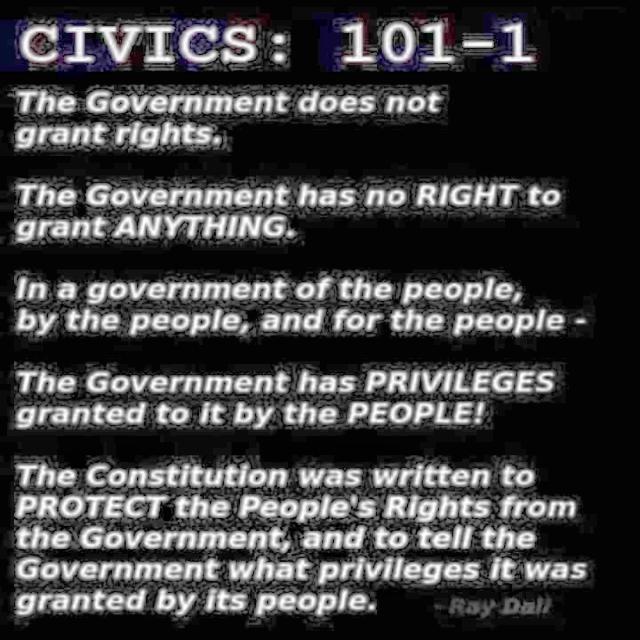 CIVICS: 101-1
The Government does not
grant rights.
The Government has no RIGHT to
grant ANYTHING.
In a government of the people,
by the people, and for the people -
The Government has PRIVILEGES
granted to it by the PEOPLE!
The Constitution was written to
PROTECT the People's Rights from
the Government, and to tell the
Government what privileges it was
granted by its people.
-Ray Dall